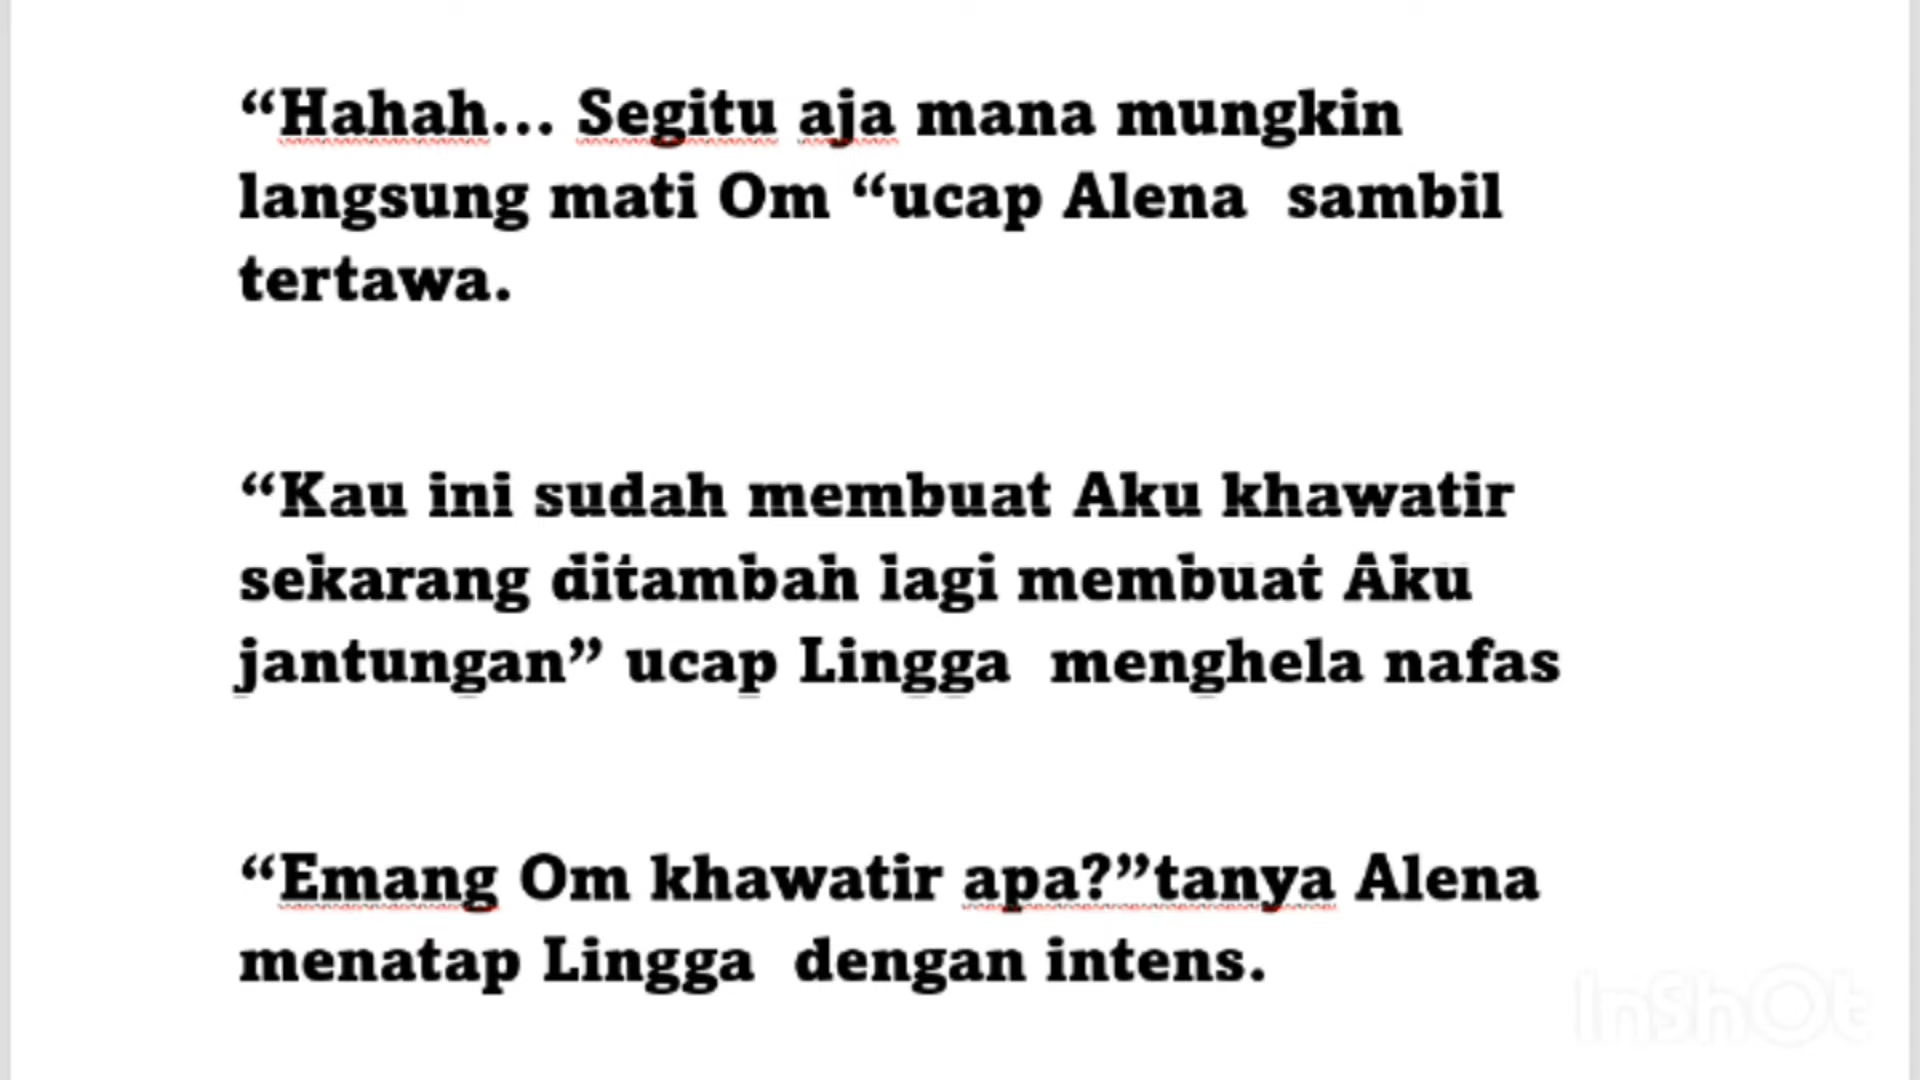 “Hahah... Segitu aja mana mungkin
langsung mati Om “ucap Alena  sambil
tertawa.
“Kau ini sudah membuat Aku khawatir
sekarang ditambah lagi membuat Aku
jantungan” ucap Lingga  menghela nafas
“Emang Om khawatir apa?”tanya Alena
menatap Lingga  dengan intens.
InShOt